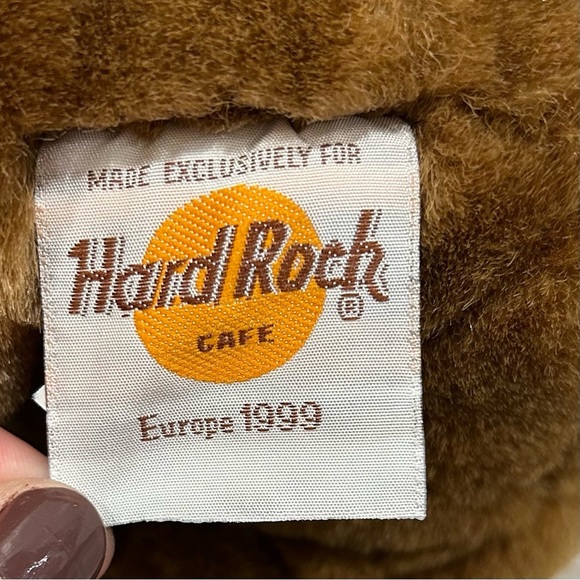 MADE EXCLUSIVELY FOR
Hard Rock
®
CAFE
Europe 1999